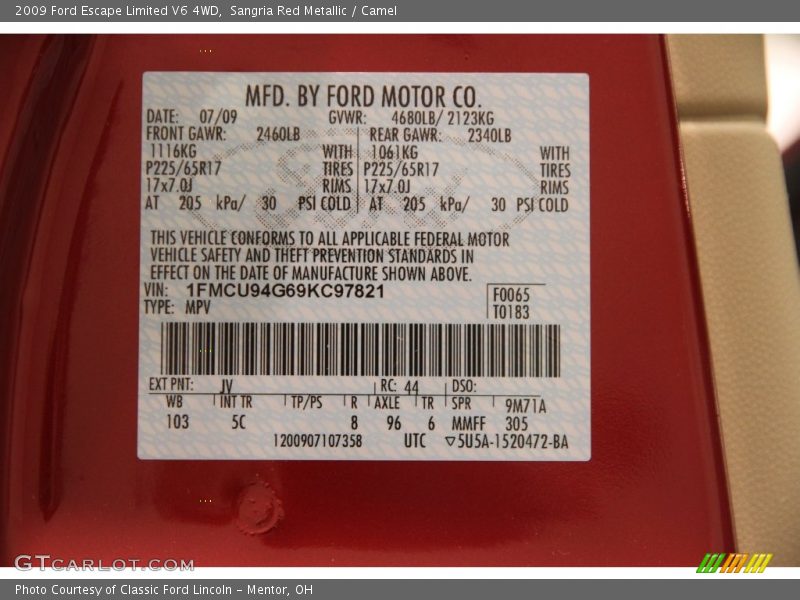 2009 Ford Escape Limited V6 4WD, Sangria Red Metallic / Camel
MFD. BY FORD MOTOR CO.
DATE: 07/09 GVWR: 4680LB/ 2123KG
FRONT GAWR: 2460LB REAR GAWR: 2340LB
1116KG WITH 1061KG WITH
P225/65R17 TIRES P225/65R17 TIRES
17x7.0J RIMS 17x7.0J RIMS
AT 205 kPa/ 30 PSI COLD AT 205 kPa/ 30 PSI COLD
THIS VEHICLE CONFORMS TO ALL APPLICABLE FEDERAL MOTOR
VEHICLE SAFETY AND THEFT PREVENTION STANDARDS IN
EFFECT ON THE DATE OF MANUFACTURE SHOWN ABOVE.
VIN: 1FMCU94G69KC97821 F0065
TYPE: MPV T0183
EXT PNT: JV RC: 44 DSO:
WB INT TR TP/PS R AXLE TR SPR 9M71A
103 5C 8 96 6 MMFF 305
1200907107358 UTC ▽5U5A-1520472-BA
GTCARLOT.COM
Photo Courtesy of Classic Ford Lincoln - Mentor, OH